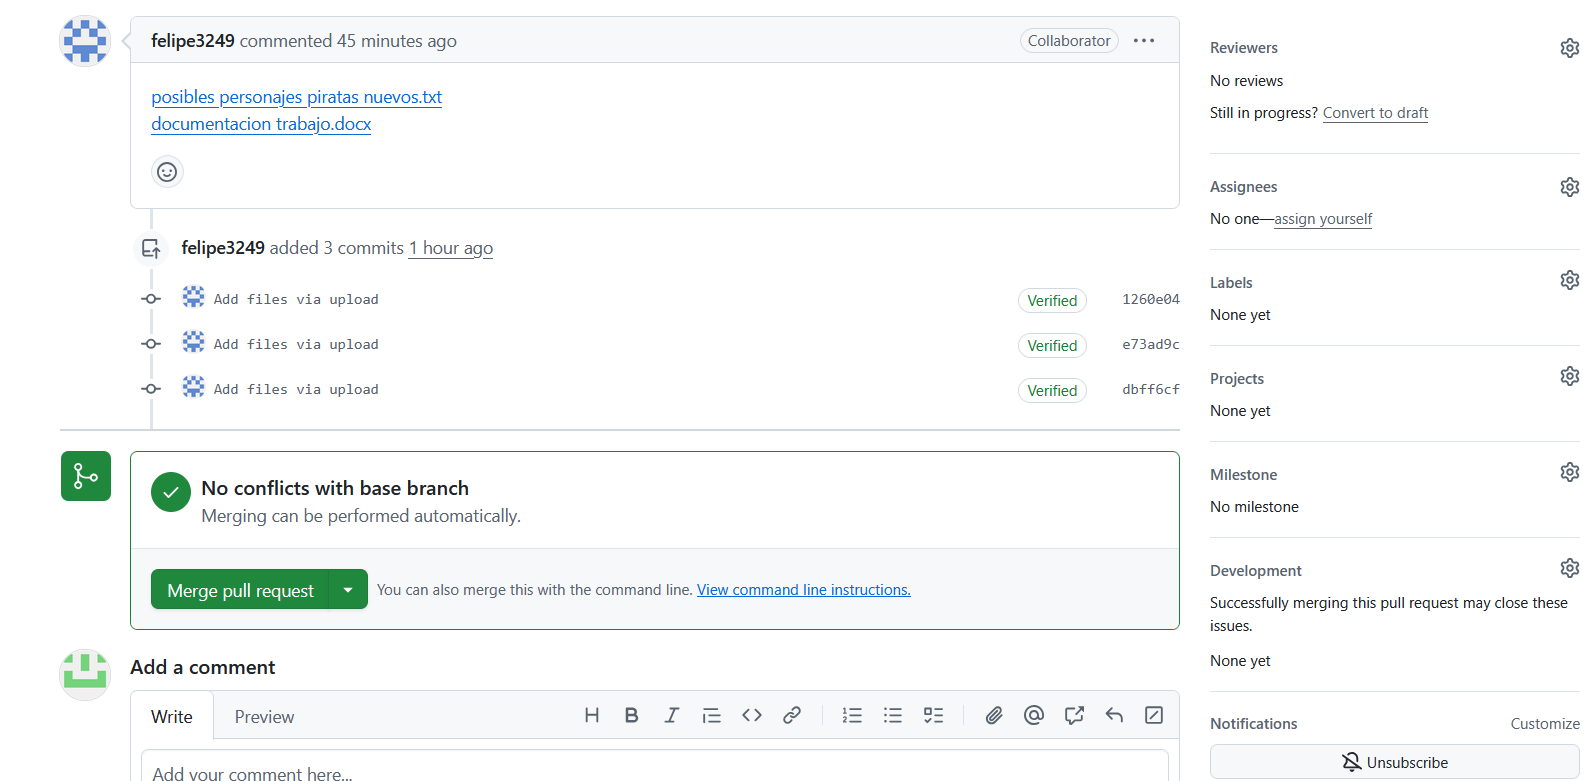 felipe3249 commented 45 minutes ago
Collaborator
posibles personajes piratas nuevos.txt
documentacion trabajo.docx
felipe3249 added 3 commits 1 hour ago
Add files via upload Verified 1260e04
Add files via upload Verified e73ad9c
Add files via upload Verified dbff6cf
No conflicts with base branch
Merging can be performed automatically.
Merge pull request
You can also merge this with the command line. View command line instructions.
Add a comment
Write Preview
Add your comment here...
Reviewers
No reviews
Still in progress? Convert to draft
Assignees
No one—assign yourself
Labels
None yet
Projects
None yet
Milestone
No milestone
Development
Successfully merging this pull request may close these
issues.
None yet
Notifications Customize
Unsubscribe